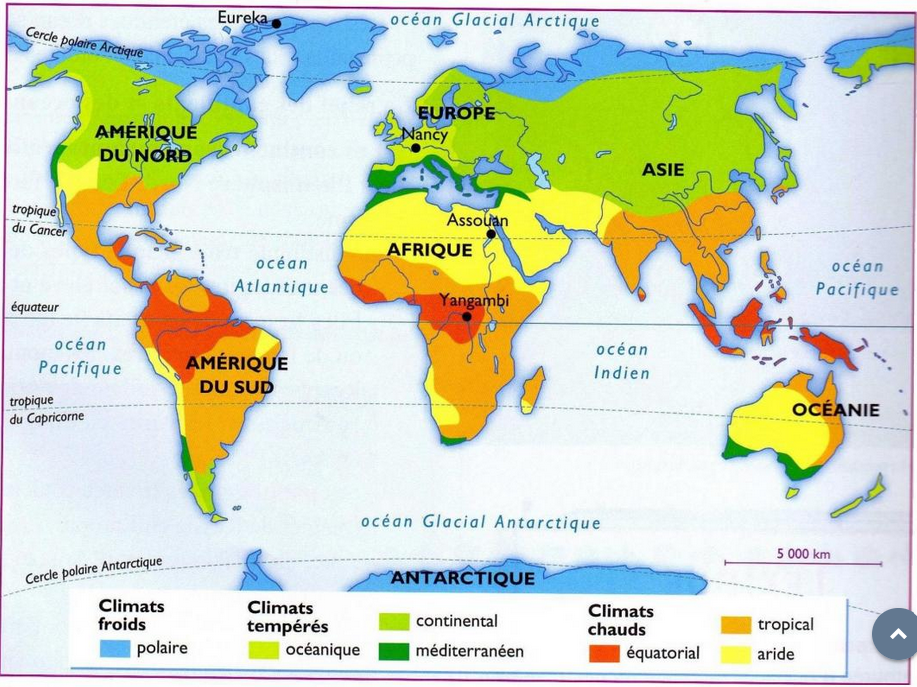 Eureka
océan Glacial Arctique
Cercle polaire Arctique
EUROPE
Nancy
AMÉRIQUE
DU NORD
ASIE
tropique
du Cancer
Assouan
AFRIQUE
océan
Atlantique
océan
Pacifique
Yangambi
équateur
océan
Pacifique
AMÉRIQUE
DU SUD
océan
Indien
tropique
du Capricorne
OCÉANIE
océan Glacial Antarctique
5 000 km
Cercle polaire Antarctique
ANTARCTIQUE
Climats
froids
polaire
Climats
tempérés
océanique
continental
méditerranéen
Climats
chauds
équatorial
tropical
aride